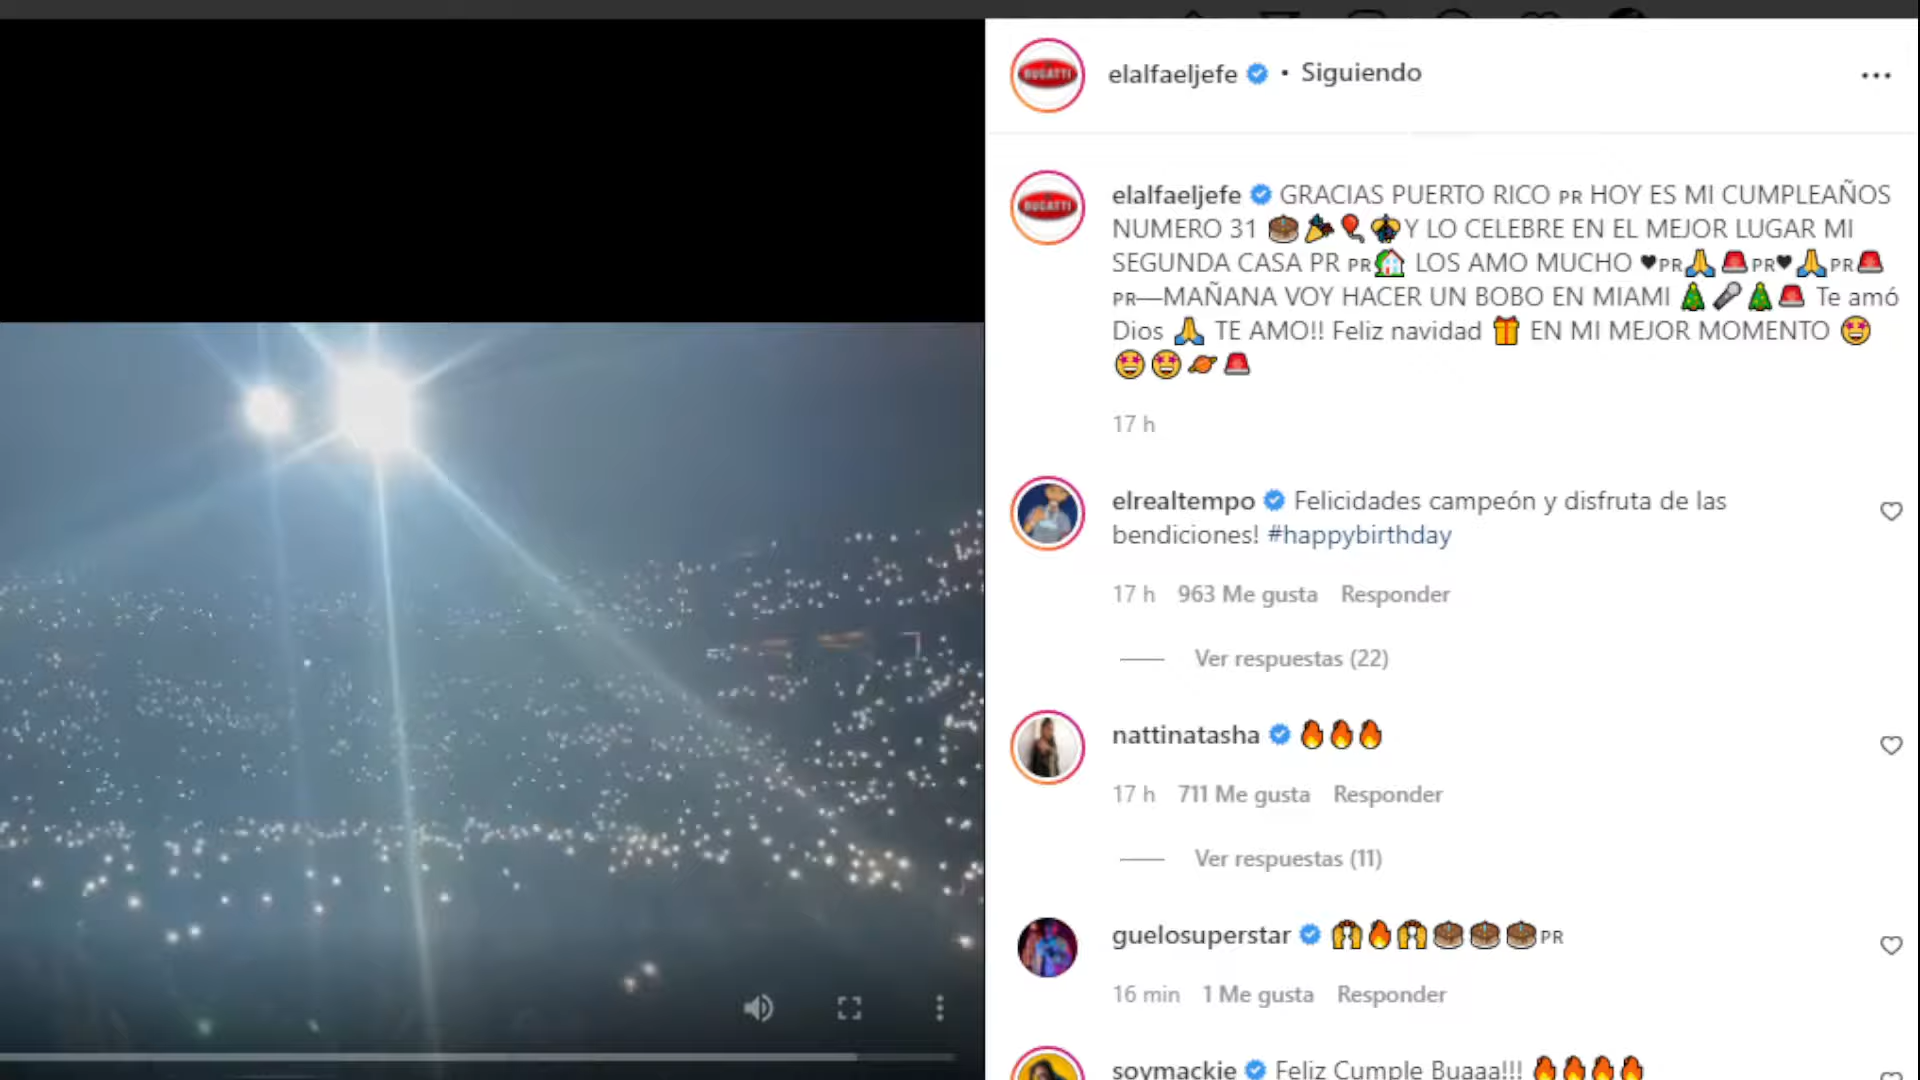 BUGATTI
elalfaeljefe • Siguiendo
BUGATTI
elalfaeljefe GRACIAS PUERTO RICO PR HOY ES MI CUMPLEAÑOS
NUMERO 31 🎂🎉🎈🎊Y LO CELEBRE EN EL MEJOR LUGAR MI
SEGUNDA CASA PR PR🏡 LOS AMO MUCHO ♥PR🙏🚨PR♥🙏PR🚨
PR—MAÑANA VOY HACER UN BOBO EN MIAMI 🎄🎤🎄🚨 Te amó
Dios 🙏 TE AMO!! Feliz navidad 🎁 EN MI MEJOR MOMENTO 🤩
🤩🤩🪐🚨
17 h
elrealtempo Felicidades campeón y disfruta de las
bendiciones! #happybirthday
17 h 963 Me gusta Responder
Ver respuestas (22)
nattinatasha 🔥🔥🔥
17 h 711 Me gusta Responder
Ver respuestas (11)
guelosuperstar 🙌🔥🙌🎂🎂🎂PR
16 min 1 Me gusta Responder
soymackie Feliz Cumple Buaaa!!! 🔥🔥🔥🔥